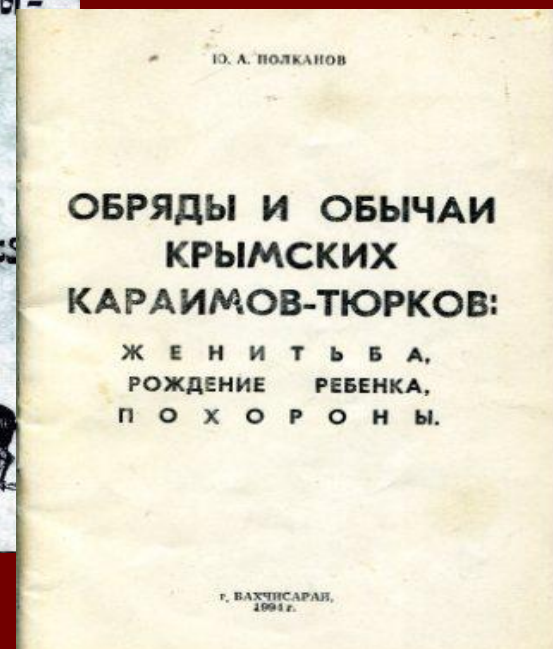 Ю. А. ПОЛКАНОВ
ОБРЯДЫ И ОБЫЧАИ
КРЫМСКИХ
КАРАИМОВ-ТЮРКОВ:
ЖЕНИТЬБА,
РОЖДЕНИЕ РЕБЕНКА,
ПОХОРОНЫ.
г. БАХЧИСАРАЙ,
1994 г.